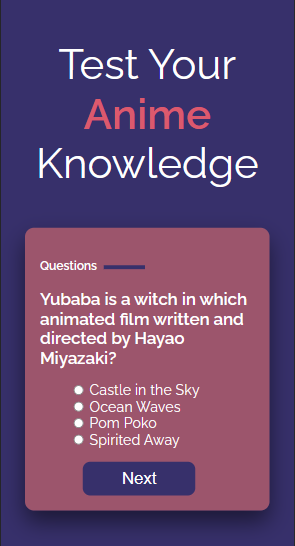 Test Your
Anime
Knowledge
Questions
Yubaba is a witch in which
animated film written and
directed by Hayao
Miyazaki?
Castle in the Sky
Ocean Waves
Pom Poko
Spirited Away
Next